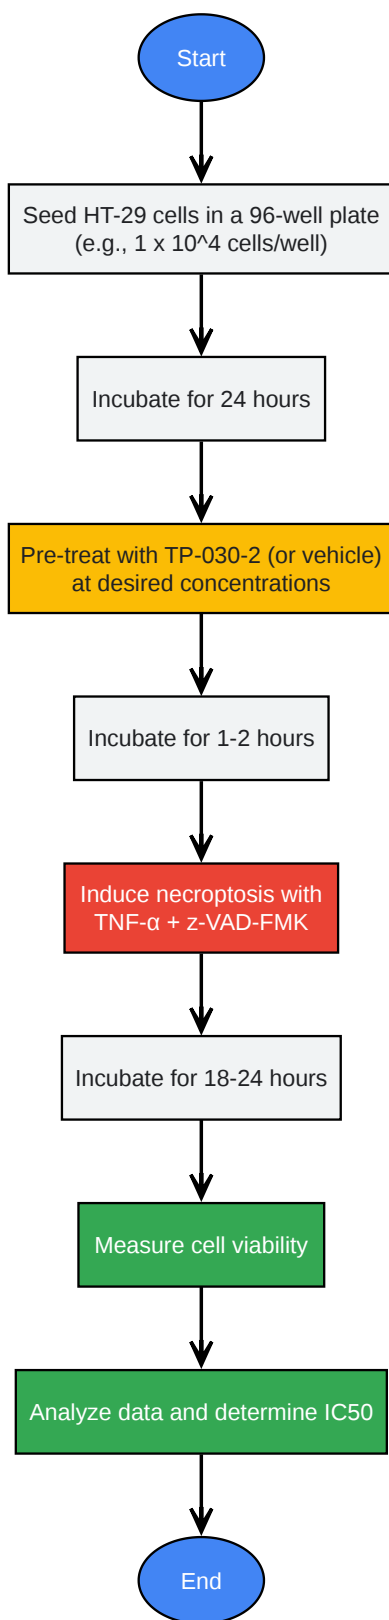 Start
Seed HT-29 cells in a 96-well plate
(e.g., 1 x 10^4 cells/well)
Incubate for 24 hours
Pre-treat with TP-030-2 (or vehicle)
at desired concentrations
Incubate for 1-2 hours
Induce necroptosis with
TNF-α + z-VAD-FMK
Incubate for 18-24 hours
Measure cell viability
Analyze data and determine IC50
End